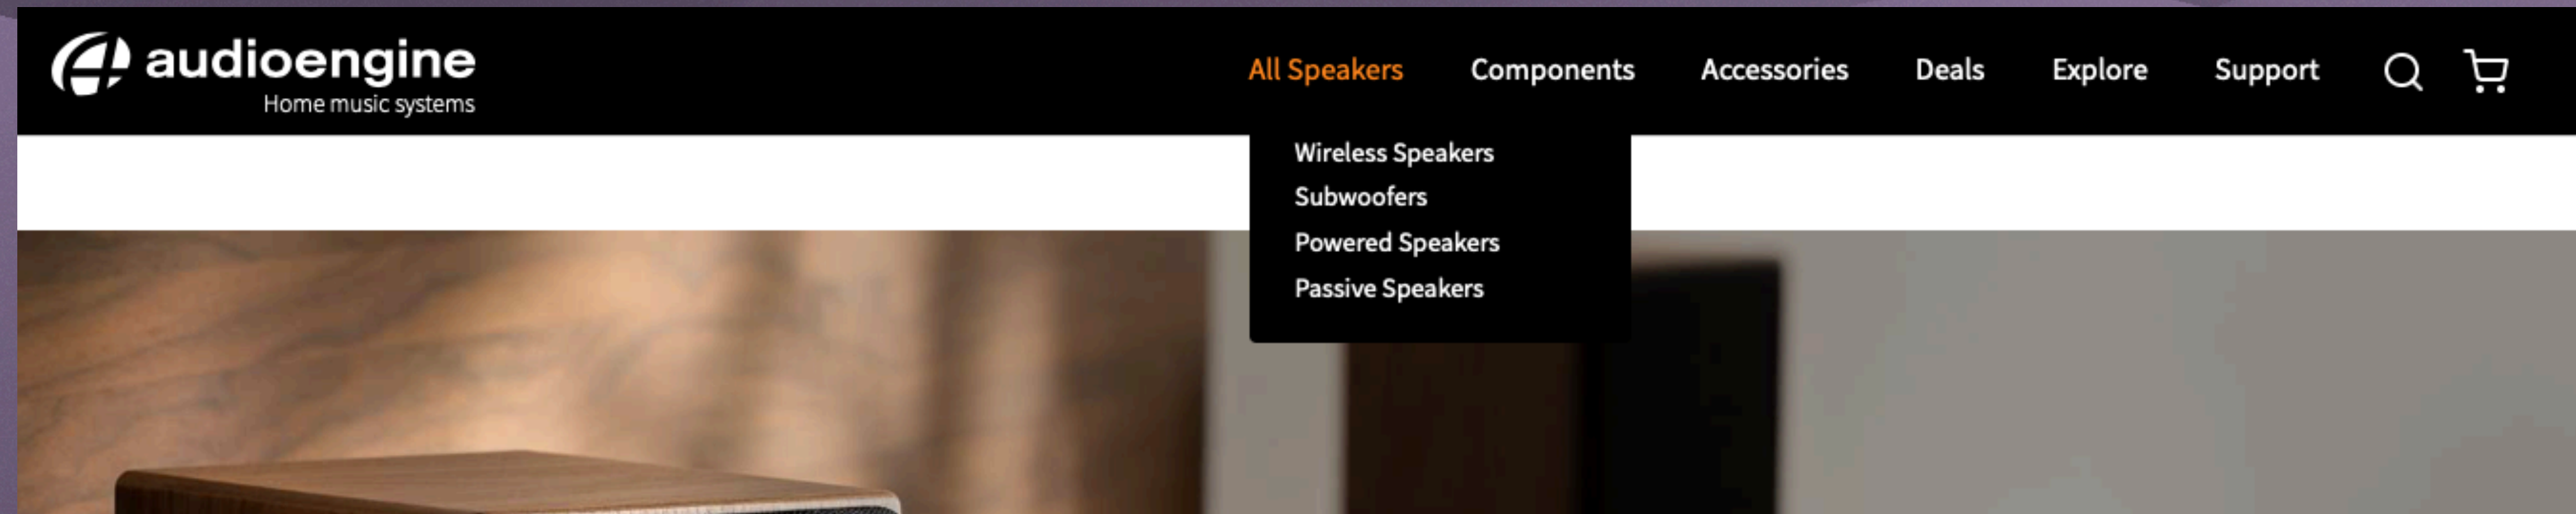 audioengine
Home music systems
All Speakers Components Accessories Deals Explore Support
Wireless Speakers
Subwoofers
Powered Speakers
Passive Speakers